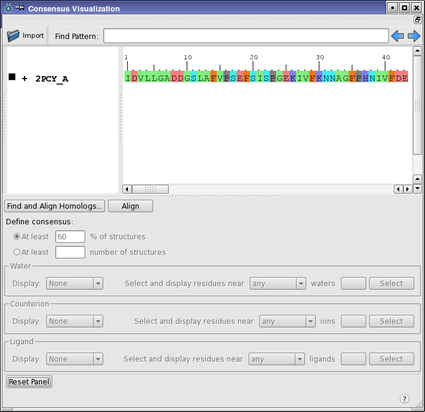 Consensus Visualization
Import
Find Pattern:
1 10 20 30 40
+ 2PCY_A
IDVLLGADDGSLAFVPSEFSISPGEKIVFKNNAGFPHNIVFDE
Find and Align Homologs... Align
Define consensus:
At least 60 % of structures
At least number of structures
Water
Display: None Select and display residues near any waters Select
Counterion
Display: None Select and display residues near any ions Select
Ligand
Display: None Select and display residues near any ligands Select
Reset Panel
?